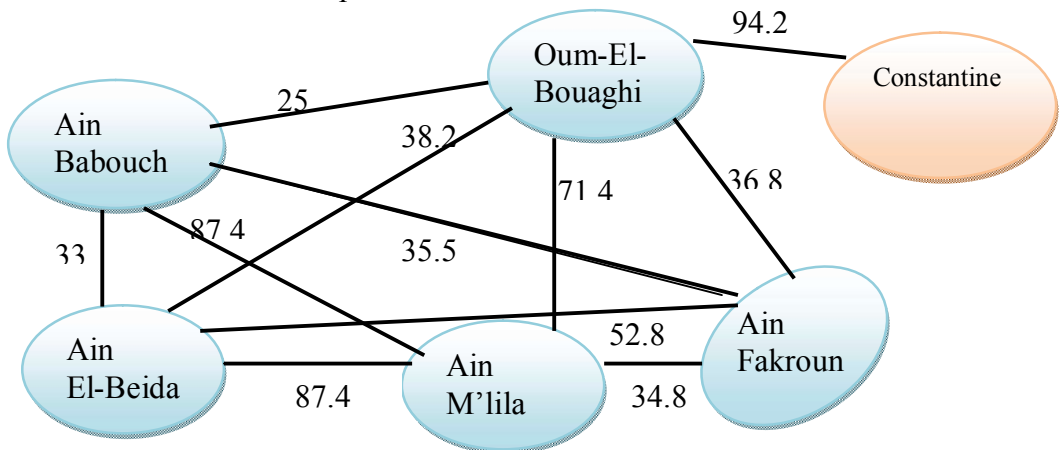 94.2
Oum-El-
Bouaghi
Constantine
25
Ain
Babouch
38.2
36.8
71.4
87.4
35.5
33
Ain
El-Beida
52.8
Ain
Fakroun
Ain
M’lila
87.4
34.8